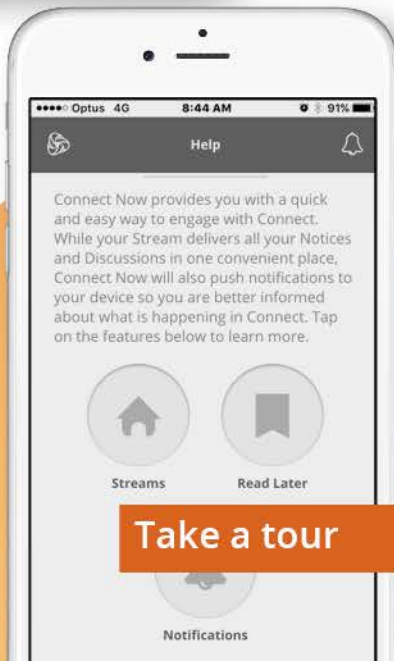 Optus 4G 8:44 AM 91%
Help
Connect Now provides you with a quick
and easy way to engage with Connect.
While your Stream delivers all your Notices
and Discussions in one convenient place,
Connect Now will also push notifications to
your device so you are better informed
about what is happening in Connect. Tap
on the features below to learn more.
Streams Read Later
Take a tour
Notifications